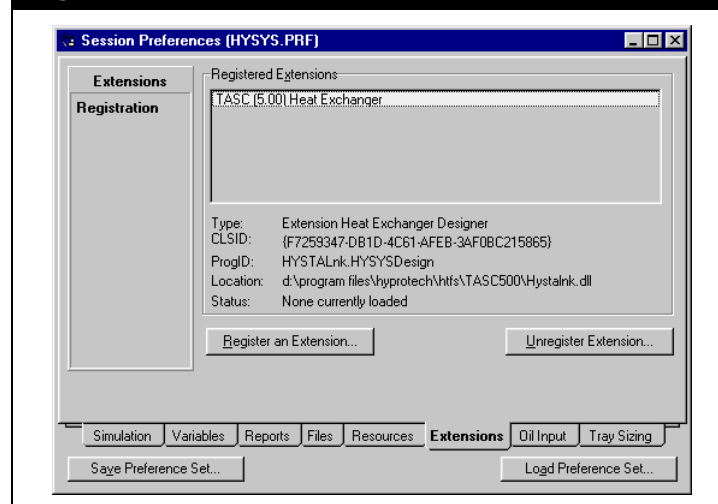 Session Preferences (HYSYS.PRF)
Extensions
Registration
Registered Extensions
TASC (5.00) Heat Exchanger
Type: Extension Heat Exchanger Designer
CLSID: {F7259347-DB1D-4C61-AFEB-3AF0BC215865}
ProgID: HYSTALnk.HYSYSDesign
Location: d:\program files\hyprotech\htfs\TASC500\Hystalnk.dll
Status: None currently loaded
Register an Extension... Unregister Extension...
Simulation Variables Reports Files Resources Extensions Oil Input Tray Sizing
Save Preference Set... Load Preference Set...